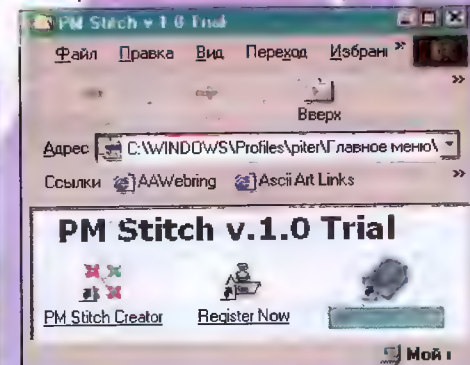 PM Stitch v 1.0 Trial
Файл Правка Вид Переход Избранн »
»
Вверх
Адрес C:\WINDOWS\Profiles\piter\Главное меню\
Ссылки AAWebring Ascii Art Links »
PM Stitch v.1.0 Trial
PM Stitch Creator Register Now
Мой